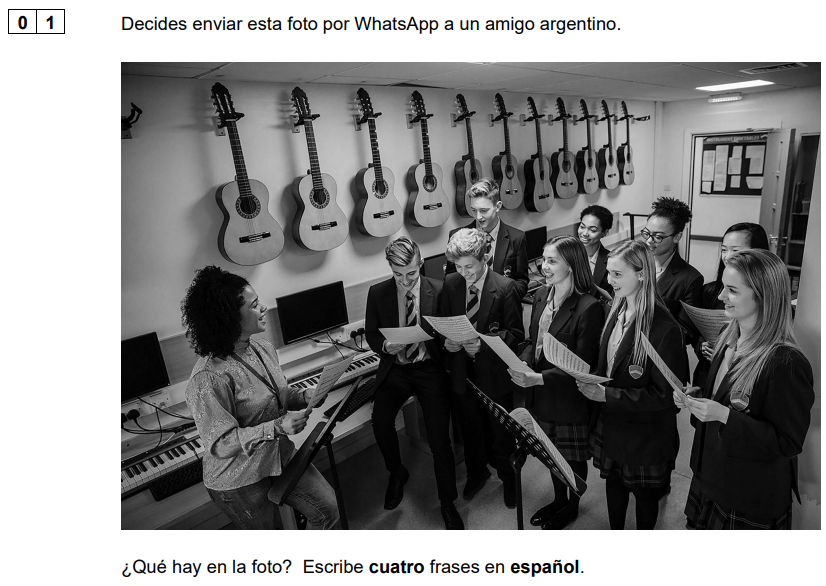 0 1
Decides enviar esta foto por WhatsApp a un amigo argentino.
¿Qué hay en la foto? Escribe cuatro frases en español.